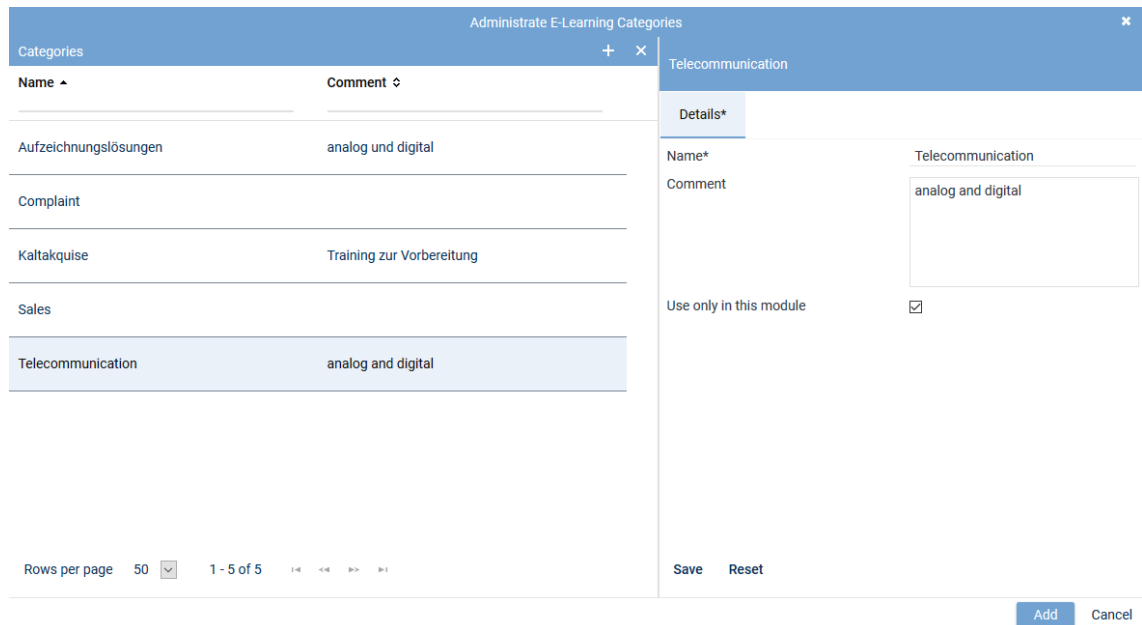 Administrate E-Learning Categories
Categories
Name Comment
Aufzeichnungslösungen analog und digital
Complaint
Kaltakquise Training zur Vorbereitung
Sales
Telecommunication analog and digital
Rows per page 50 1 - 5 of 5
Telecommunication
Details*
Name* Telecommunication
Comment analog and digital
Use only in this module
Save Reset
Add Cancel